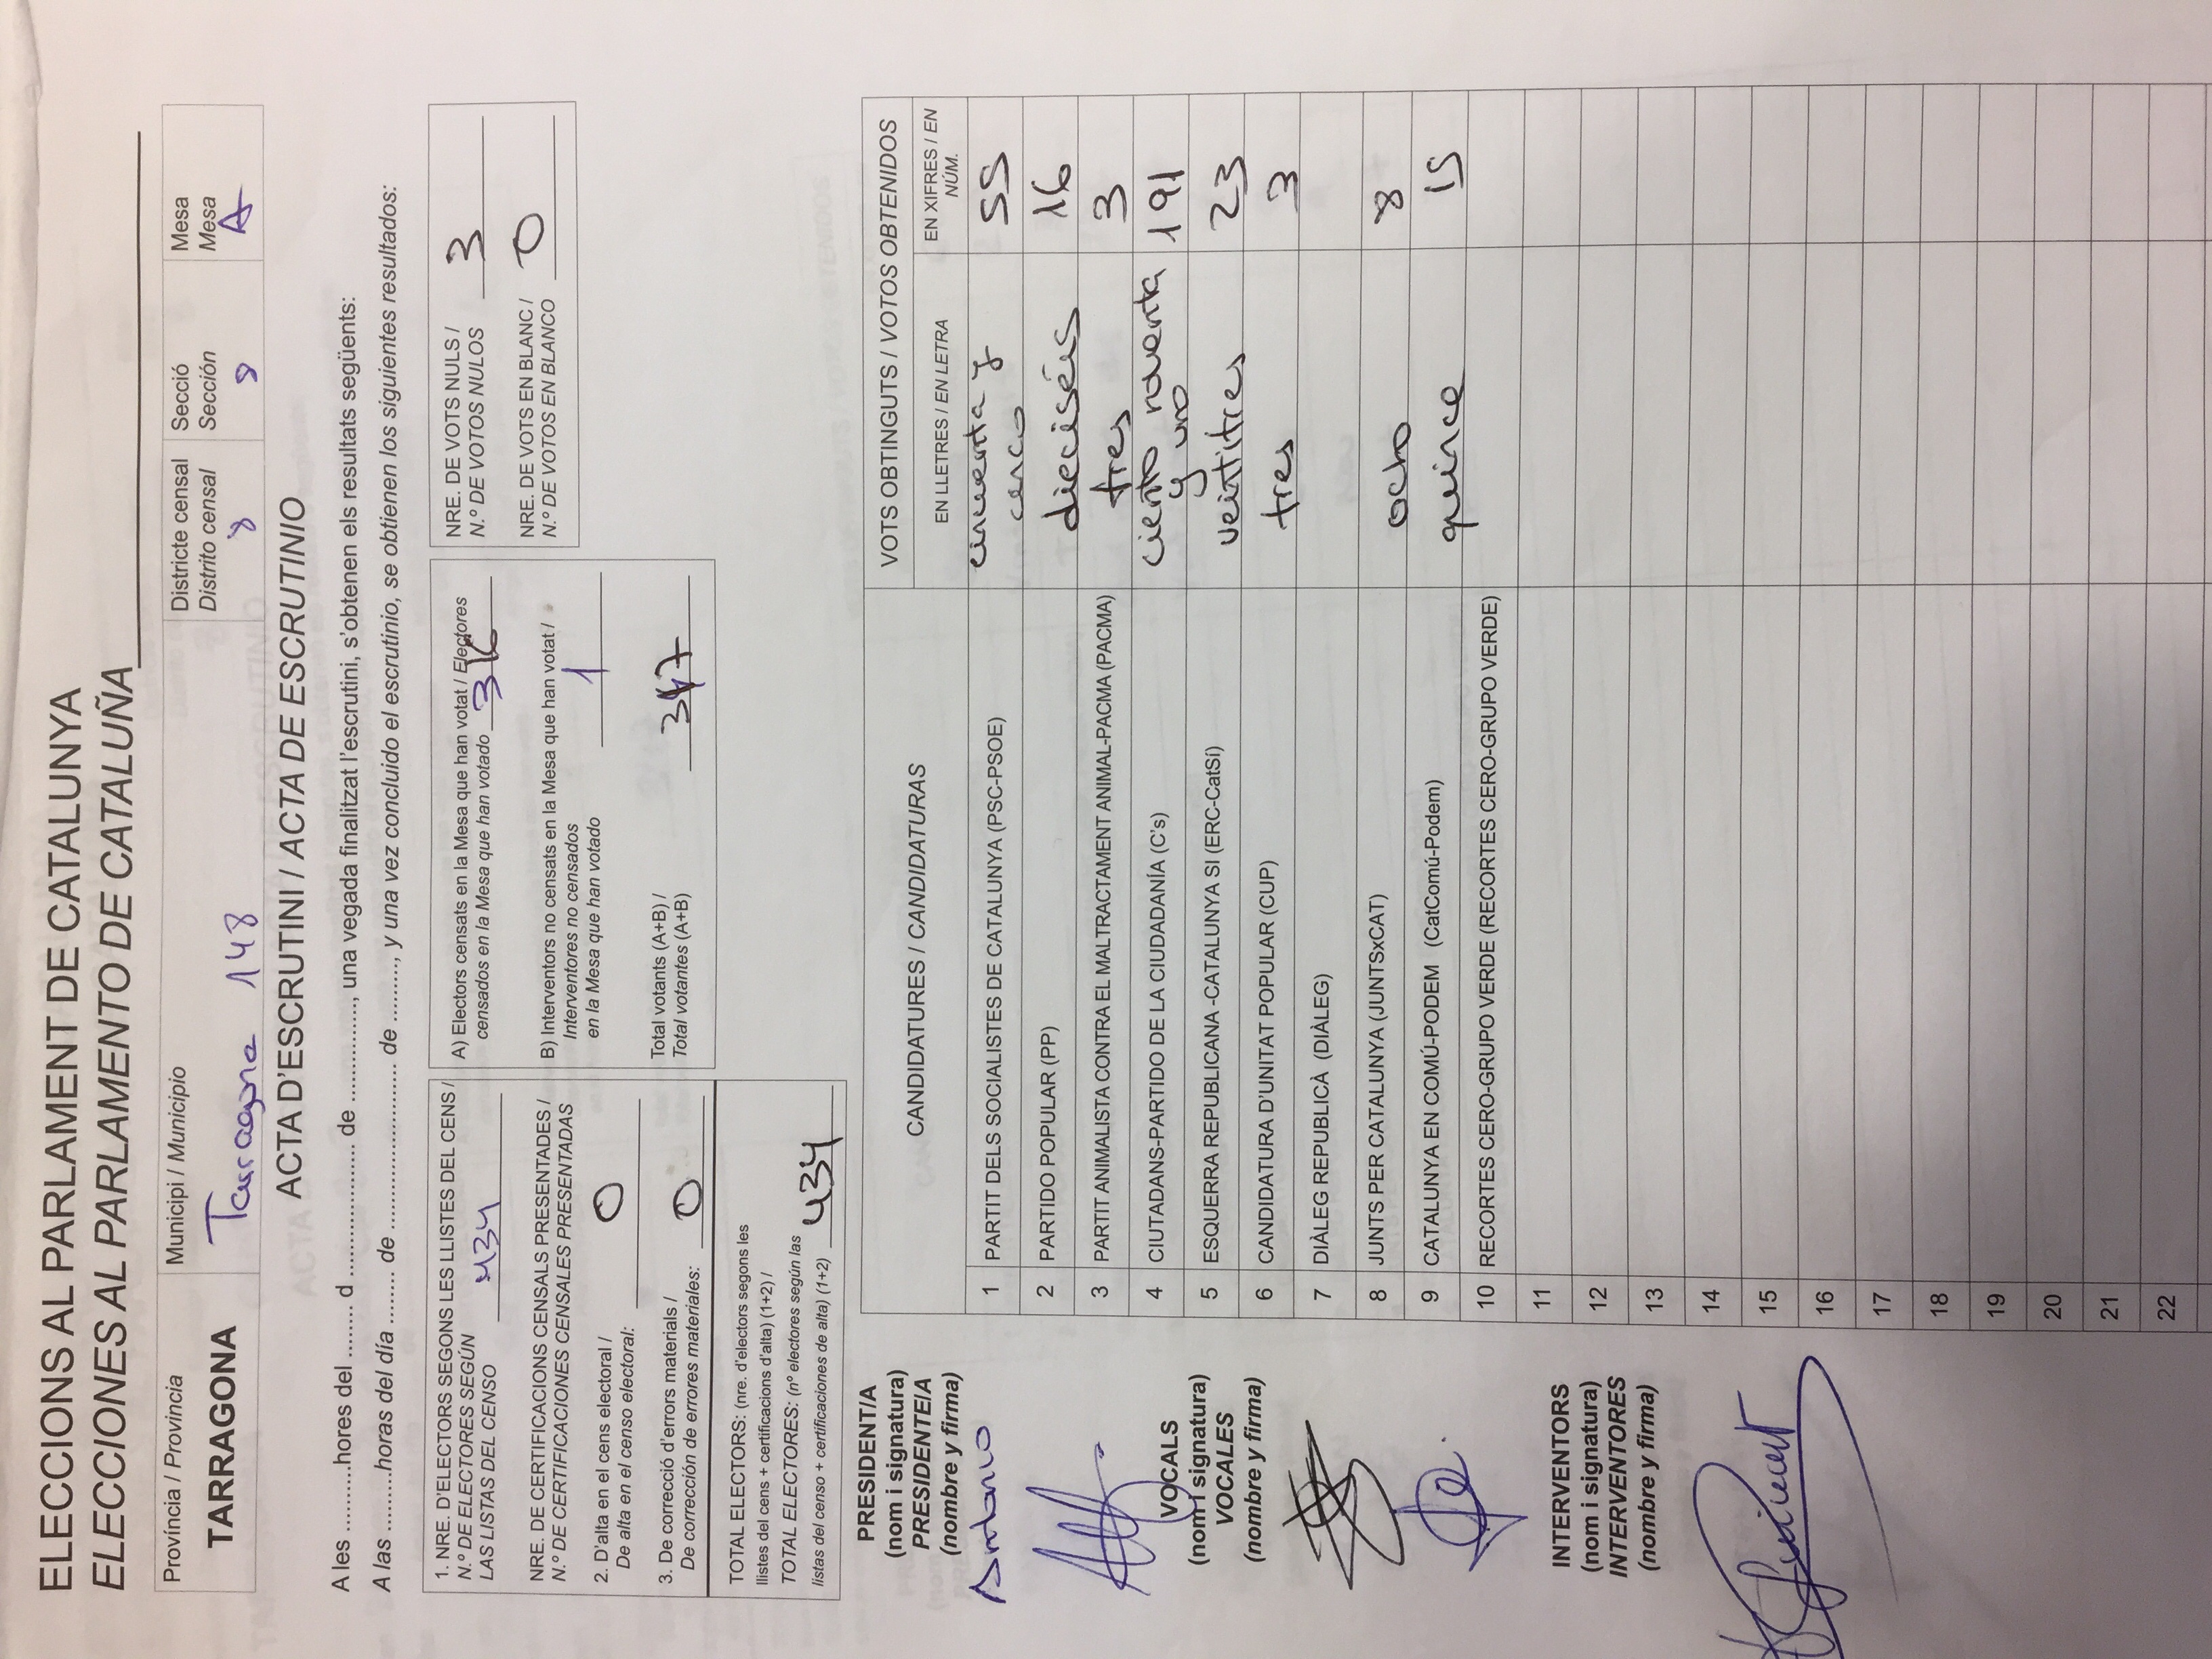 ELECCIONS AL PARLAMENT DE CATALUNYA
ELECCIONES AL PARLAMENTO DE CATALUÑA
Província / Provincia
TARRAGONA
Municipi / Municipio
Tarragona 148
Districte censal
Distrito censal
8
Secció
Sección
8
Mesa
Mesa
A
ACTA D'ESCRUTINI / ACTA DE ESCRUTINIO
A les ..........hores del ........ d .................... de ..............., una vegada finalitzat l'escrutini, s'obtenen els resultats següents:
A las .........horas del día ........ de ......................... de ........., y una vez concluido el escrutinio, se obtienen los siguientes resultados:
1. NRE. D'ELECTORS SEGONS LES LLISTES DEL CENS /
N.º DE ELECTORES SEGÚN
LAS LISTAS DEL CENSO 434
NRE. DE CERTIFICACIONS CENSALS PRESENTADES /
N.º DE CERTIFICACIONES CENSALES PRESENTADAS
2. D'alta en el cens electoral /
De alta en el censo electoral: 0
3. De correcció d'errors materials /
De corrección de errores materiales: 0
TOTAL ELECTORS: (nre. d'electors segons les
llistes del cens + certificacions d'alta) (1+2) /
TOTAL ELECTORES: (nº electores según las
listas del censo + certificaciones de alta) (1+2) 434
A) Electors censats en la Mesa que han votat / Electores
censados en la Mesa que han votado 316
B) Interventors no censats en la Mesa que han votat /
Interventores no censados
en la Mesa que han votado 1
Total votants (A+B) /
Total votantes (A+B) 317
NRE. DE VOTS NULS /
N.º DE VOTOS NULOS 3
NRE. DE VOTS EN BLANC /
N.º DE VOTOS EN BLANCO 0
PRESIDENT/A
(nom i signatura)
PRESIDENTE/A
(nombre y firma)
Antonio
VOCALS
(nom i signatura)
VOCALES
(nombre y firma)
INTERVENTORS
(nom i signatura)
INTERVENTORES
(nombre y firma)
CANDIDATURES / CANDIDATURAS
VOTS OBTINGUTS / VOTOS OBTENIDOS
EN LLETRES / EN LETRA
EN XIFRES / EN
NÚM.
1 PARTIT DELS SOCIALISTES DE CATALUNYA (PSC-PSOE) cincuenta y
cinco 55
2 PARTIDO POPULAR (PP) dieciséis 16
3 PARTIT ANIMALISTA CONTRA EL MALTRACTAMENT ANIMAL-PACMA (PACMA) tres 3
4 CIUTADANS-PARTIDO DE LA CIUDADANÍA (C's) ciento noventa
y uno 191
5 ESQUERRA REPUBLICANA -CATALUNYA SI (ERC-CatSí) veintitres 23
6 CANDIDATURA D'UNITAT POPULAR (CUP) tres 3
7 DIÀLEG REPUBLICÀ (DIÀLEG)
8 JUNTS PER CATALUNYA (JUNTSxCAT) ocho 8
9 CATALUNYA EN COMÚ-PODEM (CatComú-Podem) quince 15
10 RECORTES CERO-GRUPO VERDE (RECORTES CERO-GRUPO VERDE)
11
12
13
14
15
16
17
18
19
20
21
22